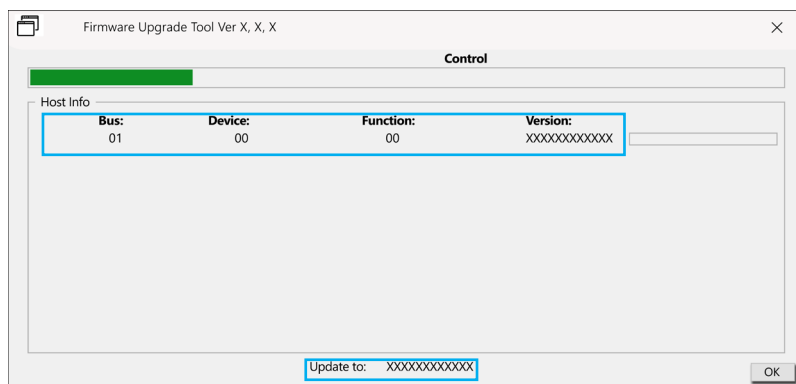 Firmware Upgrade Tool Ver X, X, X
Control
Host Info
Bus: Device: Function: Version:
01 00 00 XXXXXXXXXXXX
Update to: XXXXXXXXXXXX
OK